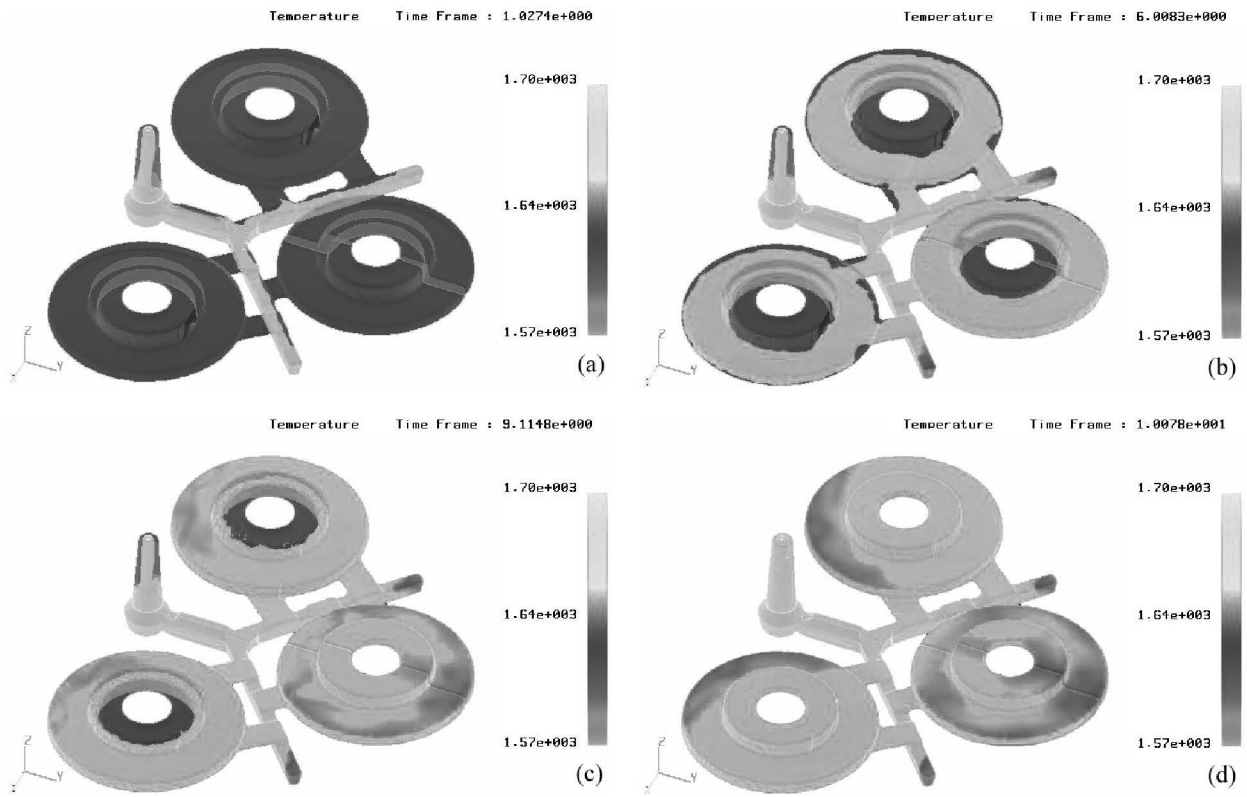 Temperature Time Frame : 1.0274e+000
1.70e+003
1.64e+003
1.57e+003
Z
Y
X
(a)
Temperature Time Frame : 6.0083e+000
1.70e+003
1.64e+003
1.57e+003
Z
Y
X
(b)
Temperature Time Frame : 9.1148e+000
1.70e+003
1.64e+003
1.57e+003
Z
Y
X
(c)
Temperature Time Frame : 1.0078e+001
1.70e+003
1.64e+003
1.57e+003
Z
Y
X
(d)